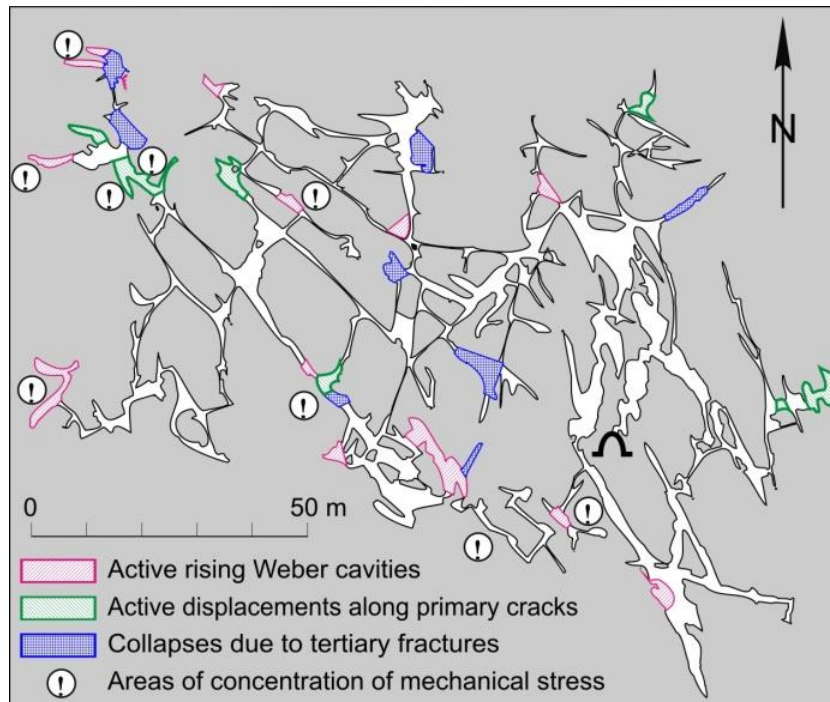 N
0 50 m
Active rising Weber cavities
Active displacements along primary cracks
Collapses due to tertiary fractures
! Areas of concentration of mechanical stress